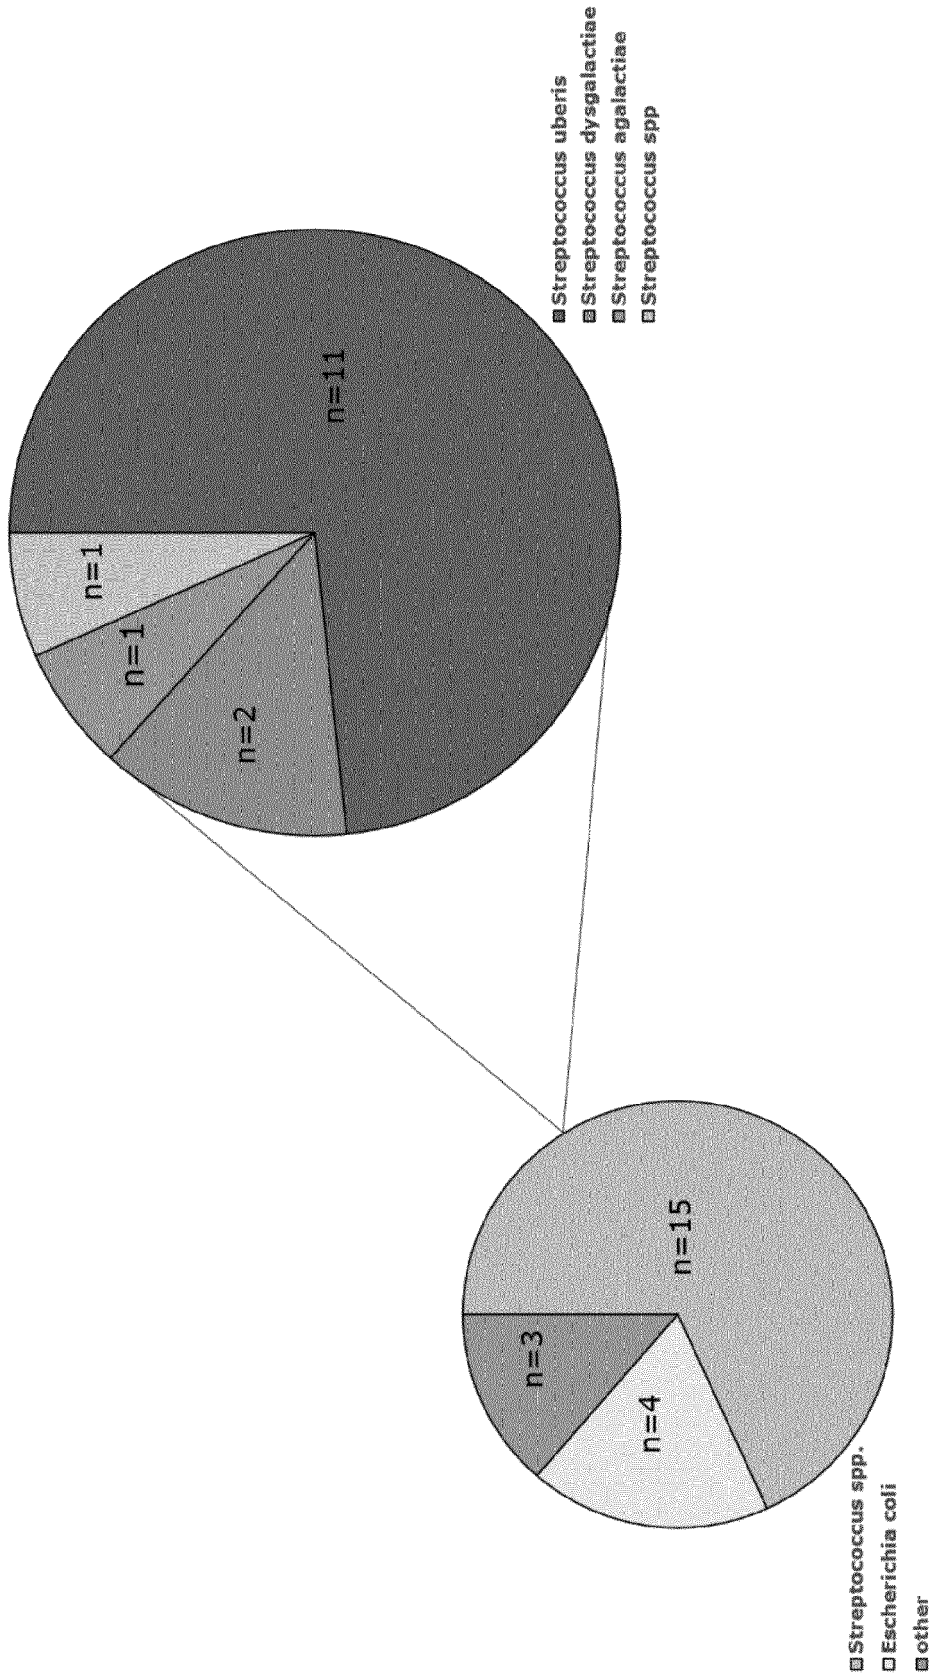 n=3
n=15
n=4
Streptococcus spp.
Escherichia coli
other
n=1
n=1
n=2
n=11
Streptococcus uberis
Streptococcus dysgalactiae
Streptococcus agalactiae
Streptococcus spp